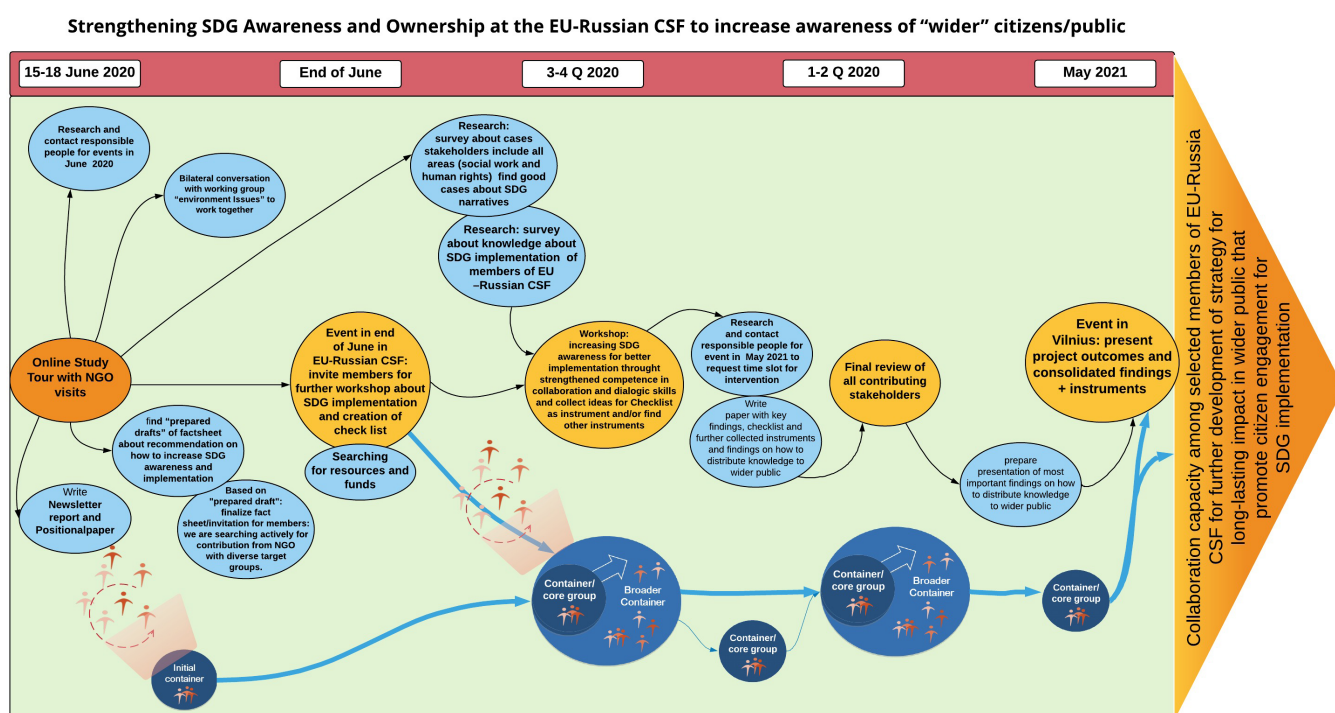 Strengthening SDG Awareness and Ownership at the EU-Russian CSF to increase awareness of “wider” citizens/public
15-18 June 2020
End of June
3-4 Q 2020
1-2 Q 2020
May 2021
Research and
contact responsible
people for events in
June 2020
Bilateral conversation
with working group
“environment Issues” to
work together
Research:
survey about cases
stakeholders include all
areas (social work and
human rights) find good
cases about SDG
narratives
Research: survey
about knowledge about
SDG implementation of
members of EU
–Russian CSF
Online Study
Tour with NGO
visits
Event in end
of June in
EU-Russian CSF:
invite members for
further workshop about
SDG implementation
and creation of
check list
Searching
for resources and
funds
Workshop:
increasing SDG
awareness for better
implementation throught
strengthened competence in
collaboration and dialogic skills
and collect ideas for Checklist
as instrument and/or find
other instruments
Research
and contact
responsible people for
event in May 2021 to
request time slot for
intervention
Write
paper with key
findings, checklist and
further collected instruments
and findings on how to
distribute knowledge to
wider public
Final review of
all contributing
stakeholders
Event in
Vilnius: present
project outcomes and
consolidated findings
+ instruments
prepare
presentation of most
important findings on how
to distribute knowledge
to wider public
find “prepared
drafts” of factsheet
about recommendation on
how to increase SDG
awareness and
implementation
Write
Newsletter
report and
Positionalpaper
Based on
"prepared draft":
finalize fact
sheet/invitation for members:
we are searching actively for
contribution from NGO
with diverse target
groups.
Initial
container
Container/
core group
Broader
Container
Container/
core group
Container/
core group
Broader
Container
Container/
core group
Collaboration capacity among selected members of EU-Russia
CSF for further development of strategy for
long-lasting impact in wider public that
promote citizen engagement for
SDG implementation